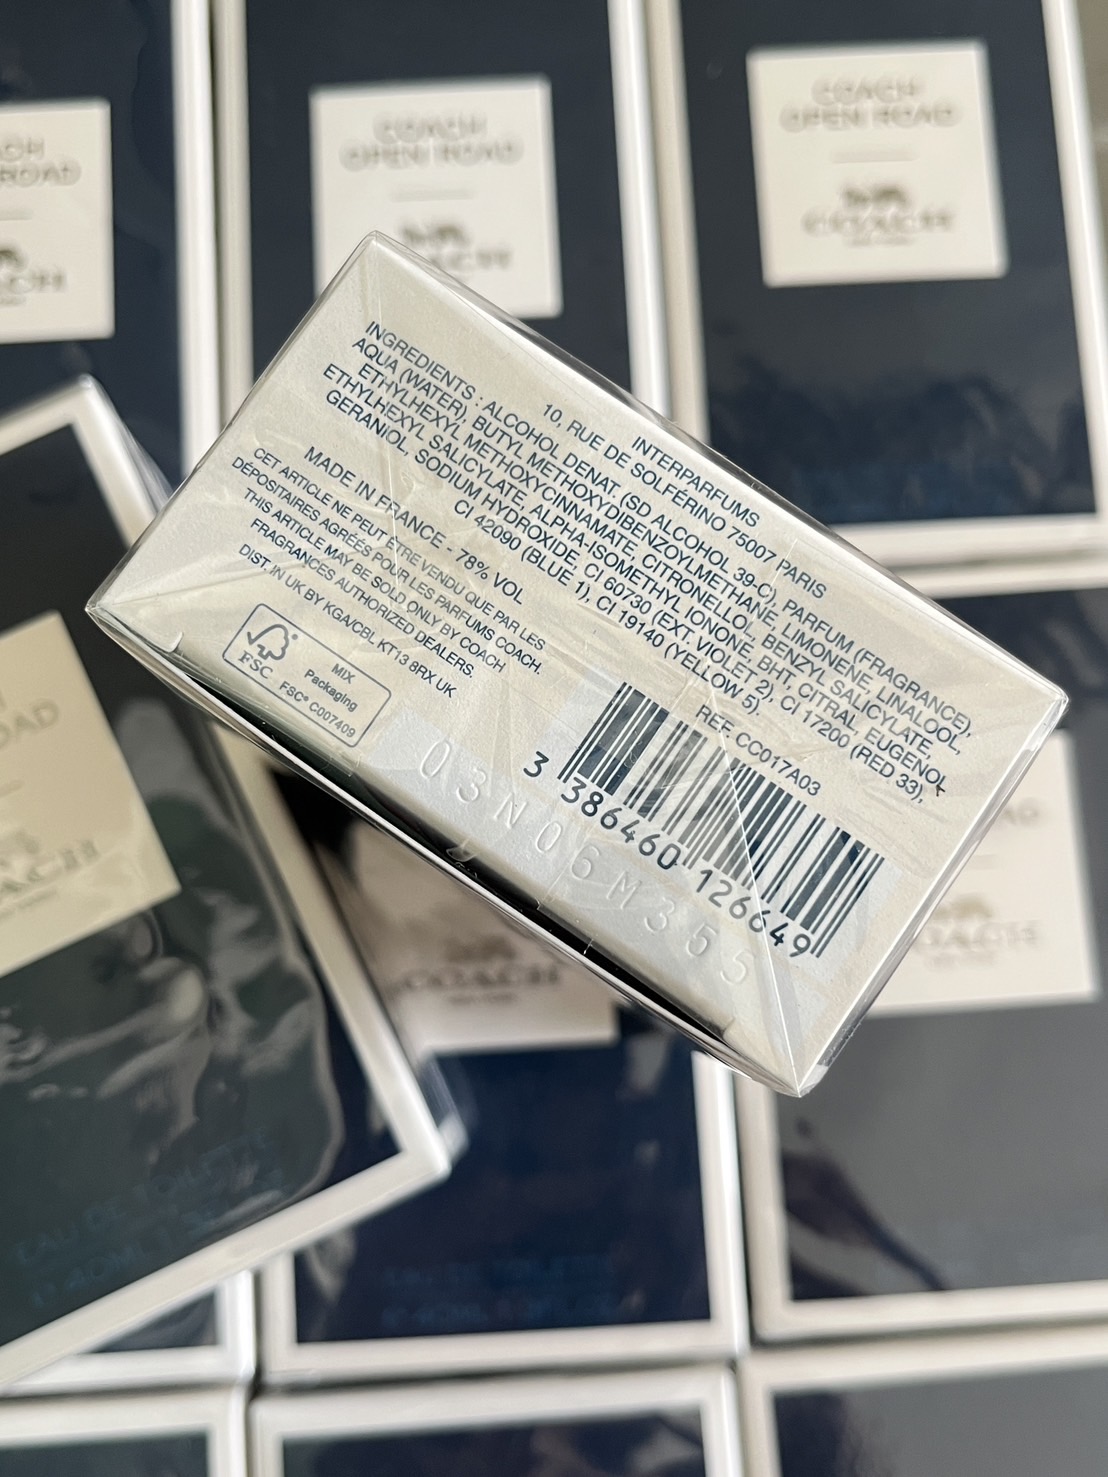 COACH
OPEN ROAD
COACH
COACH
OPEN ROAD
COACH
INTERPARFUMS
10, RUE DE SOLFÉRINO 75007 PARIS
INGREDIENTS : ALCOHOL DENAT. (SD ALCOHOL 39-C), PARFUM (FRAGRANCE),
AQUA (WATER), BUTYL METHOXYDIBENZOYLMETHANE, LIMONENE, LINALOOL,
ETHYLHEXYL METHOXYCINNAMATE, CITRONELLOL, BENZYL SALICYLATE,
ETHYLHEXYL SALICYLATE, ALPHA-ISOMETHYL IONONE, BHT, CITRAL, EUGENOL,
GERANIOL, SODIUM HYDROXIDE, CI 60730 (EXT. VIOLET 2), CI 17200 (RED 33),
CI 42090 (BLUE 1), CI 19140 (YELLOW 5).
MADE IN FRANCE - 78% VOL
CET ARTICLE NE PEUT ÊTRE VENDU QUE PAR LES
DÉPOSITAIRES AGRÉÉS POUR LES PARFUMS COACH.
THIS ARTICLE MAY BE SOLD ONLY BY COACH
FRAGRANCES AUTHORIZED DEALERS.
DIST. IN UK BY KGA/CBL KT13 8RX UK
FSC
MIX
Packaging
FSC® C007409
REF. CC017A03
3 386460 126649
03N06M355
COACH
EAU DE TOILETTE